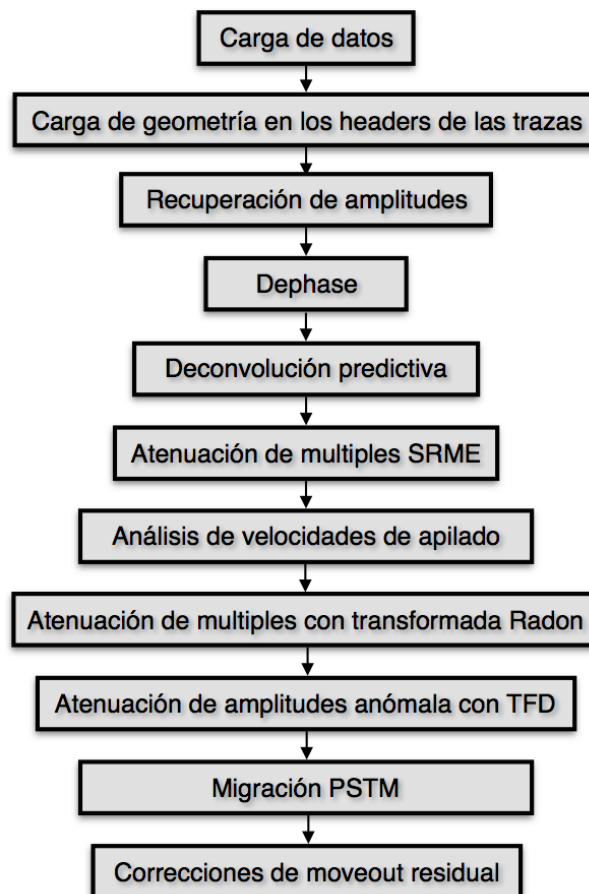 Carga de datos
Carga de geometría en los headers de las trazas
Recuperación de amplitudes
Dephase
Deconvolución predictiva
Atenuación de multiples SRME
Análisis de velocidades de apilado
Atenuación de multiples con transformada Radon
Atenuación de amplitudes anómala con TFD
Migración PSTM
Correcciones de moveout residual